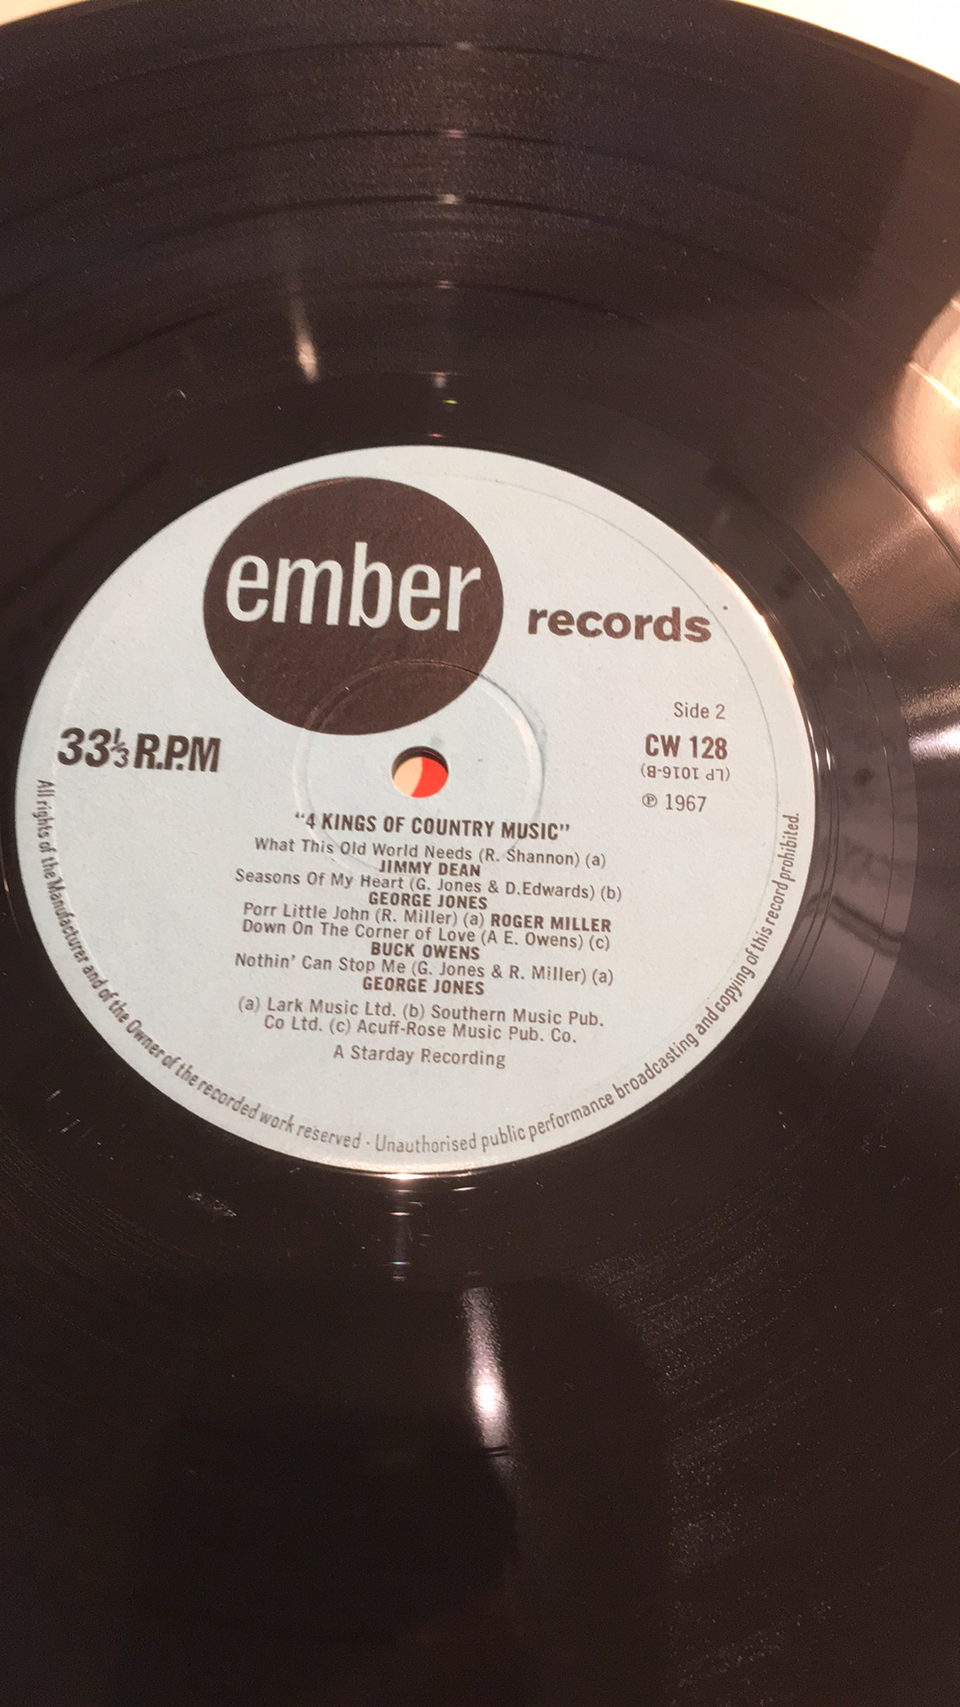 ember
records
33⅓ R.P.M
Side 2
CW 128
(LP 1016-B)
℗ 1967
"4 KINGS OF COUNTRY MUSIC"
What This Old World Needs (R. Shannon) (a)
JIMMY DEAN
Seasons Of My Heart (G. Jones & D.Edwards) (b)
GEORGE JONES
Porr Little John (R. Miller) (a) ROGER MILLER
Down On The Corner of Love (A E. Owens) (c)
BUCK OWENS
Nothin' Can Stop Me (G. Jones & R. Miller) (a)
GEORGE JONES
(a) Lark Music Ltd. (b) Southern Music Pub.
Co Ltd. (c) Acuff-Rose Music Pub. Co.
A Starday Recording
All rights of the Manufacturer and of the Owner of the recorded work reserved - Unauthorised public performance broadcasting and copying of this record prohibited.